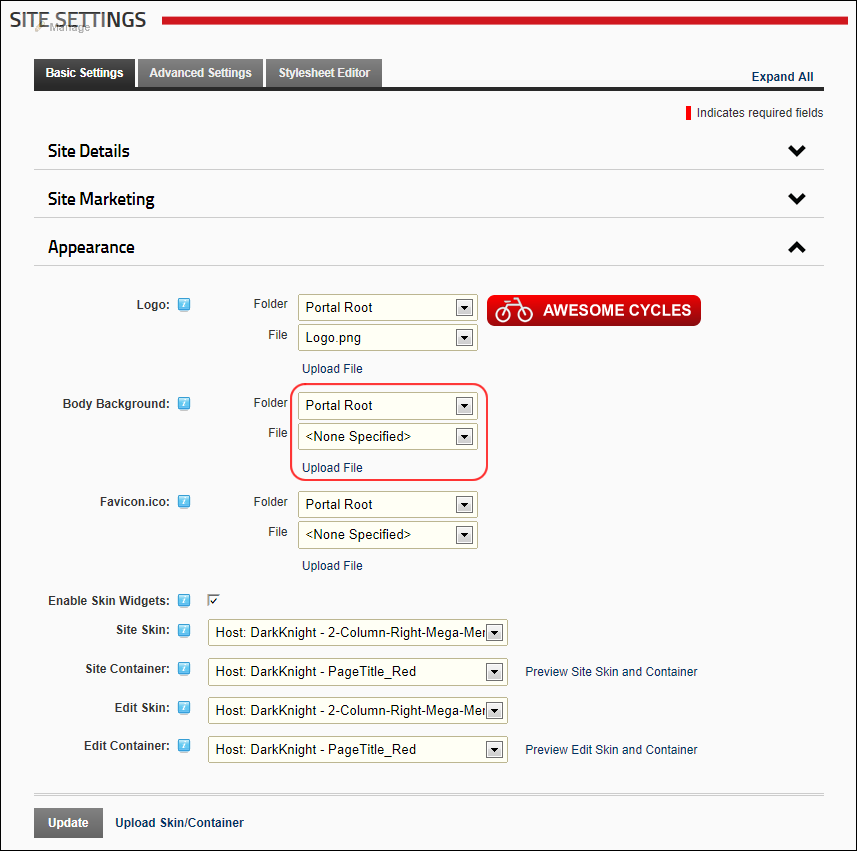 SITE SETTINGS
Manage
Basic Settings Advanced Settings Stylesheet Editor Expand All
Indicates required fields
Site Details
Site Marketing
Appearance
Logo: Folder Portal Root AWESOME CYCLES
File Logo.png
Upload File
Body Background: Folder Portal Root
File <None Specified>
Upload File
Favicon.ico: Folder Portal Root
File <None Specified>
Upload File
Enable Skin Widgets:
Site Skin: Host: DarkKnight - 2-Column-Right-Mega-Mer
Site Container: Host: DarkKnight - PageTitle_Red Preview Site Skin and Container
Edit Skin: Host: DarkKnight - 2-Column-Right-Mega-Mer
Edit Container: Host: DarkKnight - PageTitle_Red Preview Edit Skin and Container
Update Upload Skin/Container